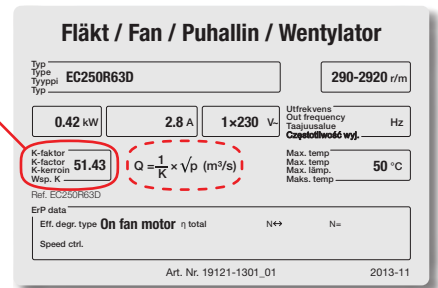 Fläkt / Fan / Puhallin / Wentylator
Typ
Type
Tyyppi
Typ
EC250R63D
290-2920 r/m
0.42 kW
2.8 A
1×230 V~
Utfrekvens
Out frequency
Taajuusalue
Częstotliwość wyj.
Hz
K-faktor
K-factor
K-kerroin
Wsp. K
51.43
Q = 1/K × √p (m³/s)
Max. temp
Max. temp
Max. lämp.
Maks. temp
50 °C
Ref. EC250R63D
ErP data
Eff. degr. type On fan motor η total N↔ N=
Speed ctrl.
Art. Nr. 19121-1301_01 2013-11